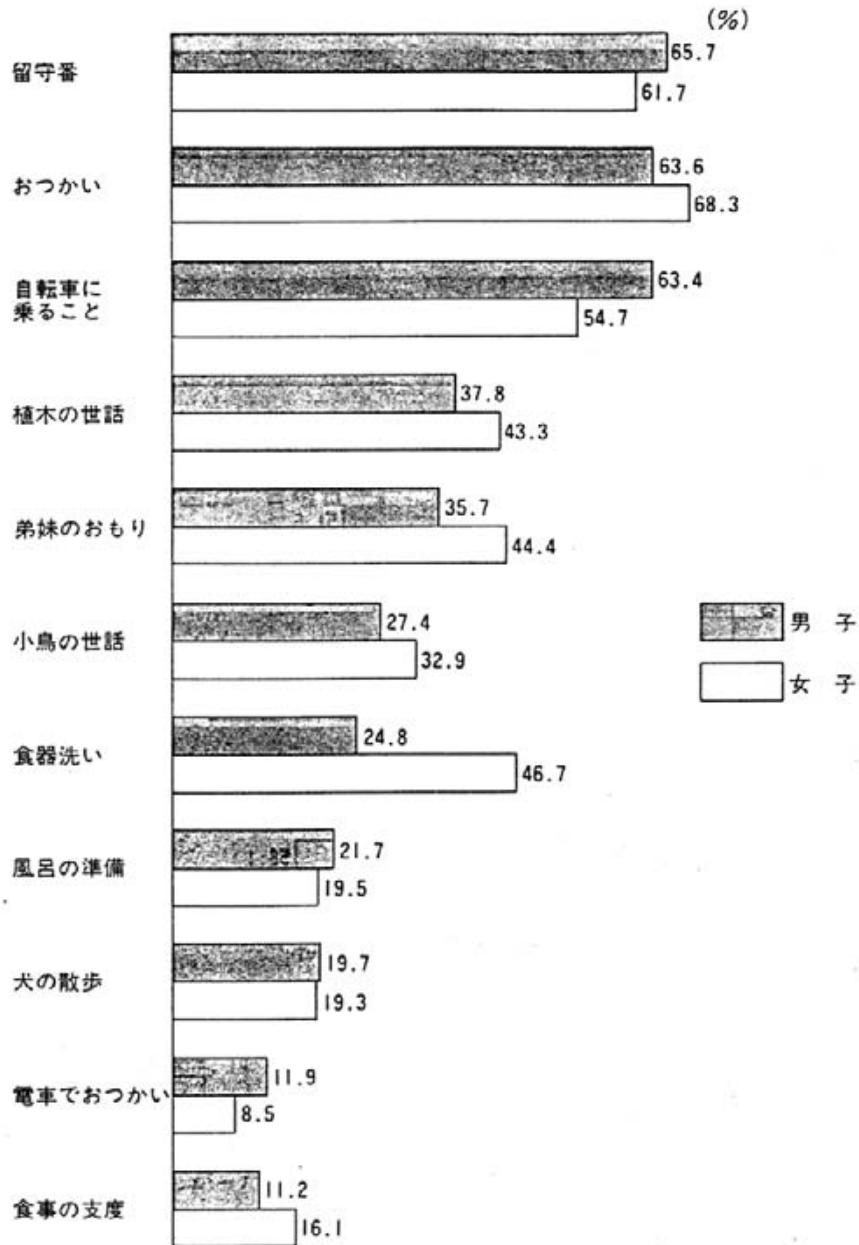 (%)
留守番
65.7
61.7
おつかい
63.6
68.3
自転車に
乗ること
63.4
54.7
植木の世話
37.8
43.3
弟妹のおもり
35.7
44.4
小鳥の世話
27.4
32.9
男 子
女 子
食器洗い
24.8
46.7
風呂の準備
21.7
19.5
犬の散歩
19.7
19.3
電車でおつかい
11.9
8.5
食事の支度
11.2
16.1